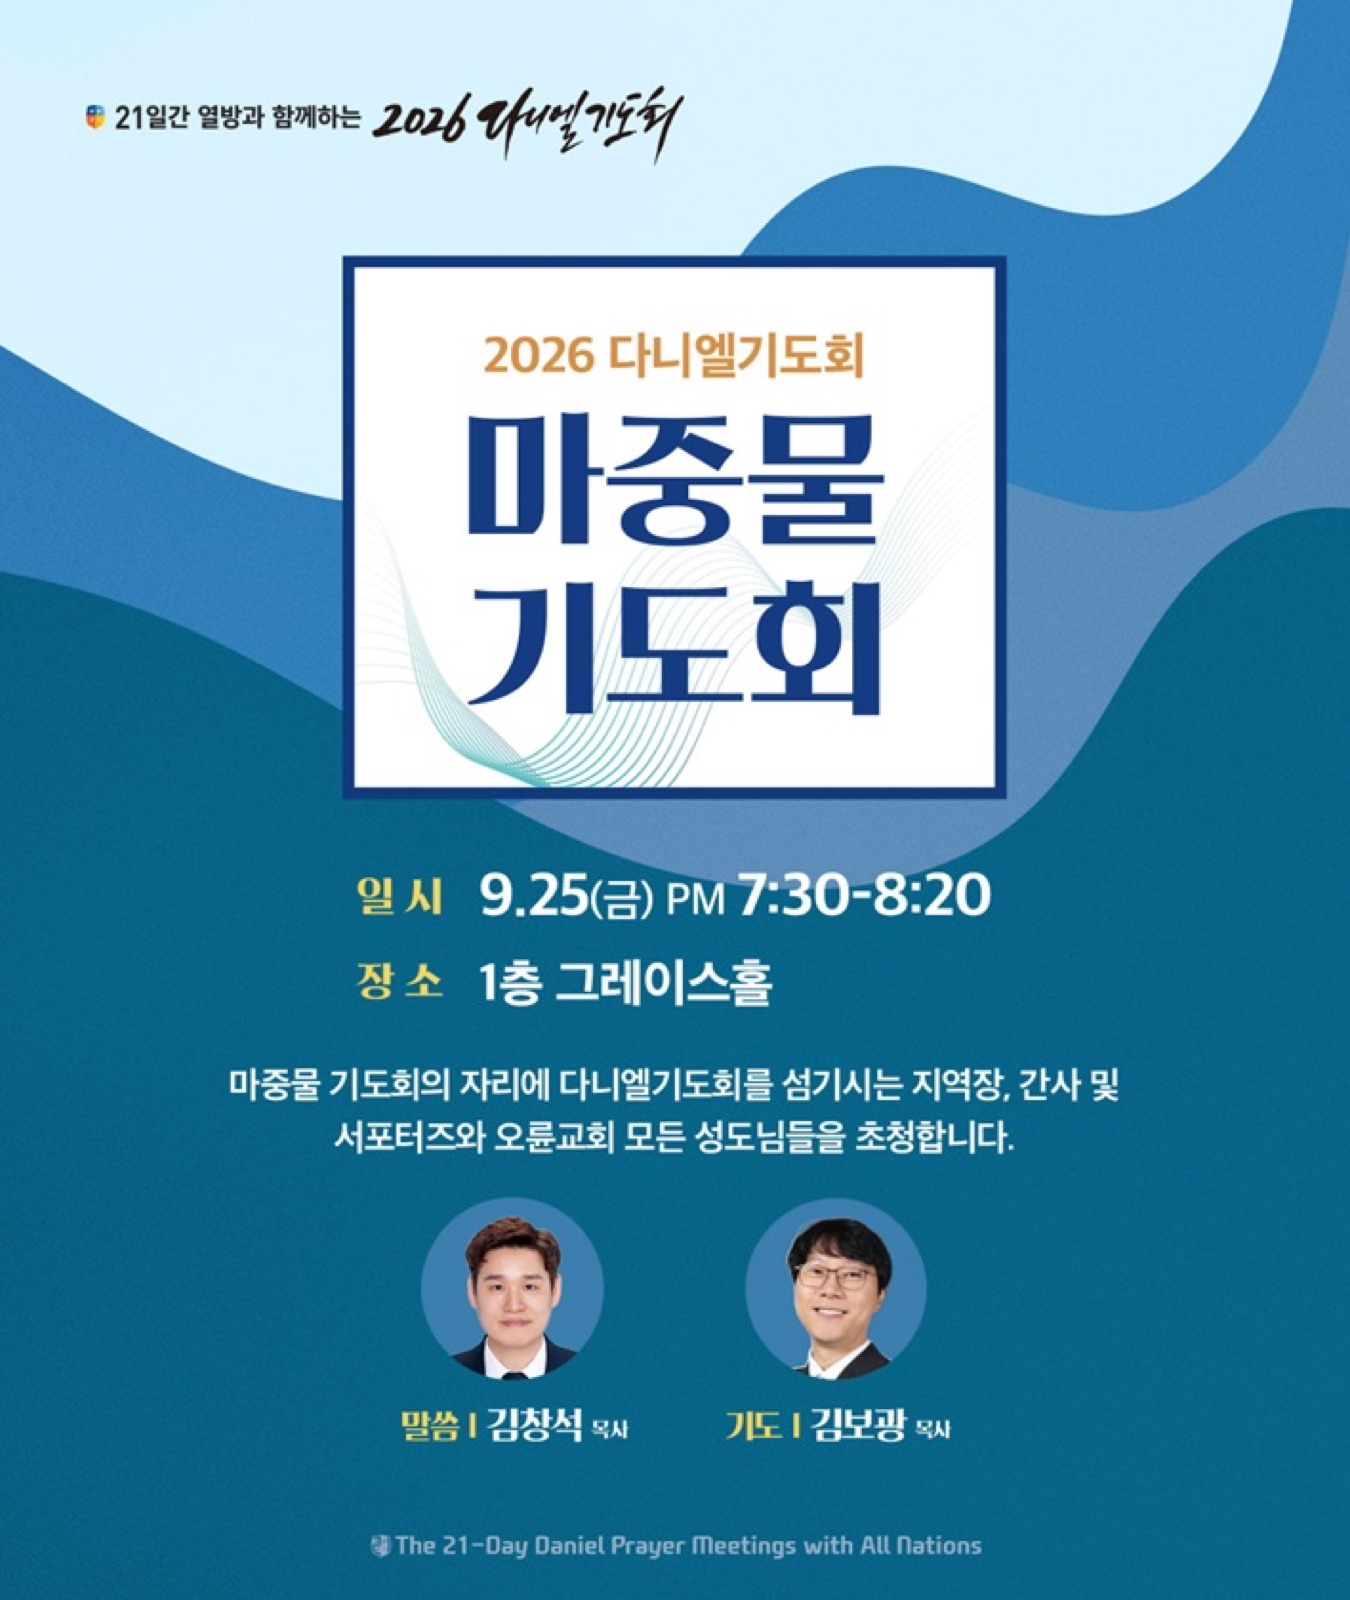 21일간 열방과 함께하는 2026 다니엘기도회
2026 다니엘기도회
마중물
기도회
일 시 9.25(금) PM 7:30-8:20
장 소 1층 그레이스홀
마중물 기도회의 자리에 다니엘기도회를 섬기시는 지역장, 간사 및
서포터즈와 오륜교회 모든 성도님들을 초청합니다.
말씀 | 김창석 목사 기도 | 김보광 목사
The 21-Day Daniel Prayer Meetings with All Nations